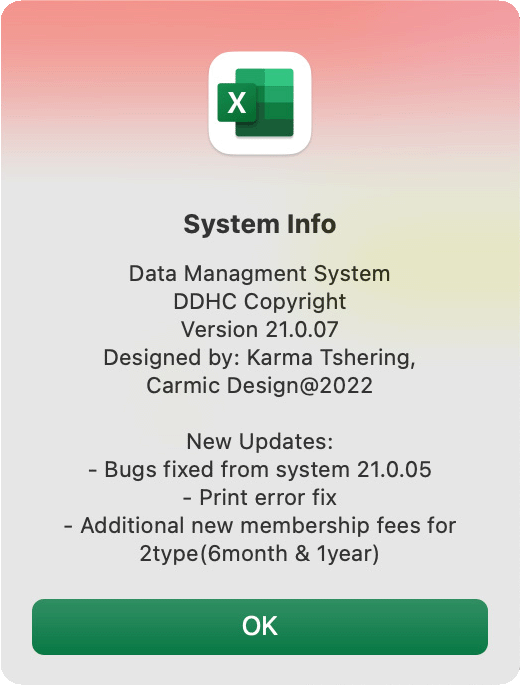 X
System Info
Data Managment System
DDHC Copyright
Version 21.0.07
Designed by: Karma Tshering,
Carmic Design@2022
New Updates:
- Bugs fixed from system 21.0.05
- Print error fix
- Additional new membership fees for
2type(6month & 1year)
OK